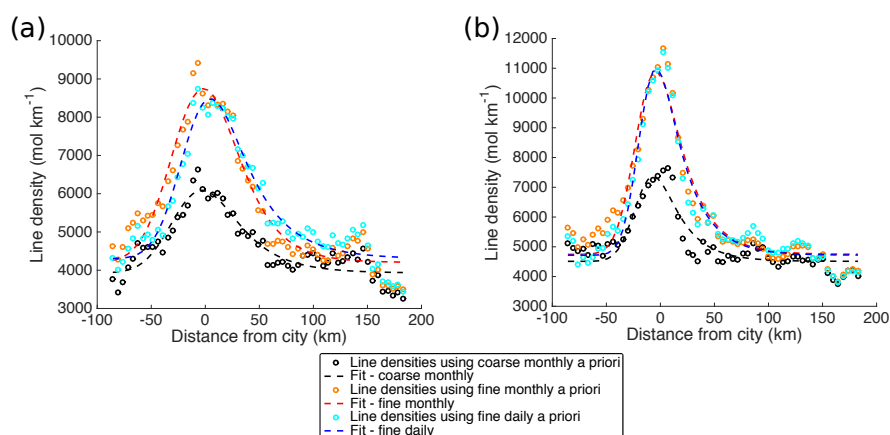 (a)
10000
9000
8000
7000
6000
5000
4000
3000
Line density (mol km⁻¹)
-100 -50 0 50 100 150 200
Distance from city (km)
(b)
12000
11000
10000
9000
8000
7000
6000
5000
4000
3000
Line density (mol km⁻¹)
-100 -50 0 50 100 150 200
Distance from city (km)
Line densities using coarse monthly a priori
Fit - coarse monthly
Line densities using fine monthly a priori
Fit - fine monthly
Line densities using fine daily a priori
Fit - fine daily